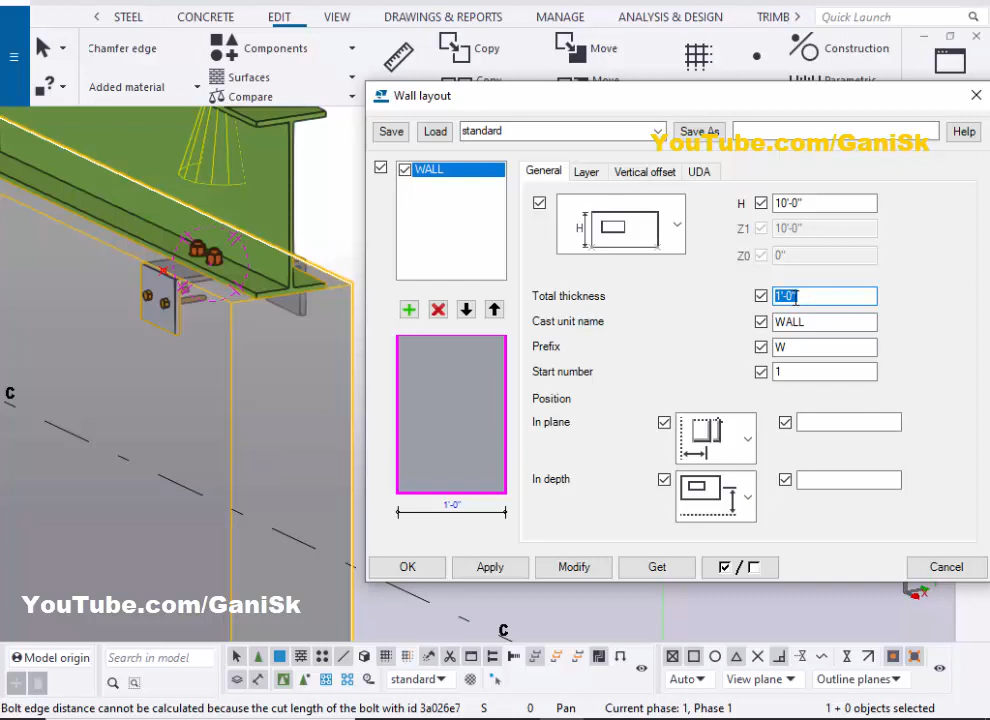 STEEL CONCRETE EDIT VIEW DRAWINGS & REPORTS MANAGE ANALYSIS & DESIGN TRIMB Quick Launch
Chamfer edge Components Copy Move Construction
Surfaces
Added material
Compare
Wall layout
Save Load standard Save As Help
YouTube.com/GaniSk
WALL
General Layer Vertical offset UDA
H
H 10'-0"
Z1 10'-0"
Z0 0"
Total thickness 1'-0"
Cast unit name WALL
Prefix W
Start number 1
Position
In plane
In depth
1'-0"
OK Apply Modify Get / Cancel
C
YouTube.com/GaniSk
C
Model origin Search in model
standard Auto View plane Outline planes
Bolt edge distance cannot be calculated because the cut length of the bolt with id 3a026e7 S 0 Pan Current phase: 1, Phase 1 1 + 0 objects selected